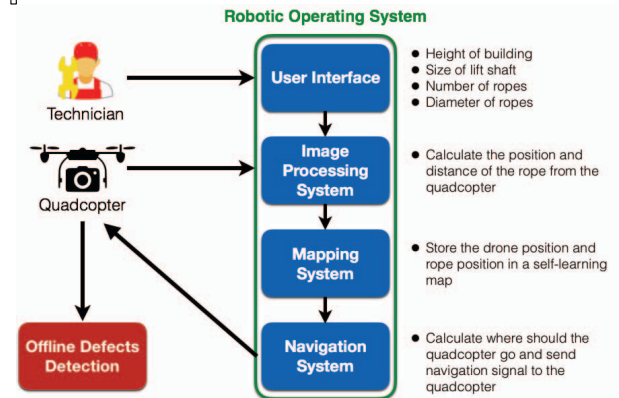 Robotic Operating System
Technician
User Interface
● Height of building
● Size of lift shaft
● Number of ropes
● Diameter of ropes
Quadcopter
Image
Processing
System
● Calculate the position and
distance of the rope from the
quadcopter
Mapping
System
● Store the drone position and
rope position in a self-learning
map
Offline Defects
Detection
Navigation
System
● Calculate where should the
quadcopter go and send
navigation signal to the
quadcopter